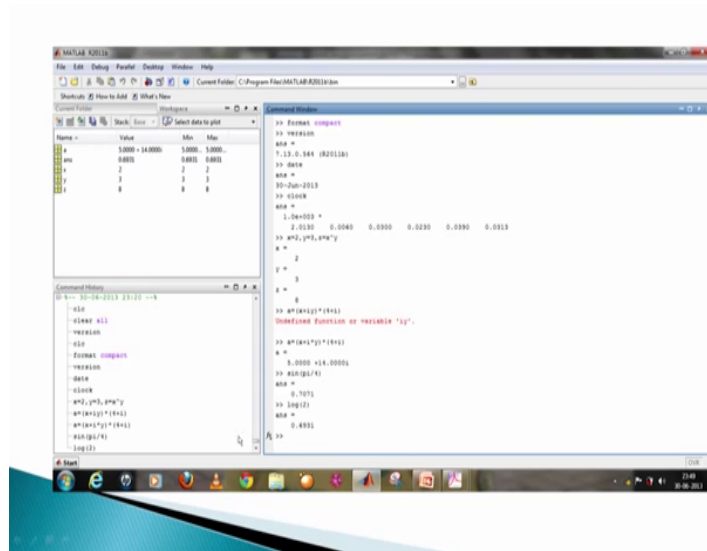 MATLAB R2011b
File Edit Debug Parallel Desktop Window Help
Current Folder: C:\Program Files\MATLAB\R2011b\bin
Shortcuts How to Add What's New
Current Folder Workspace
Stack: Base Select data to plot
Name Value Min Max
a 5.0000 + 14.0000i 5.0000... 5.0000...
ans 0.6931 0.6931 0.6931
x 2 2 2
y 3 3 3
z 8 8 8
Command History
%-- 30-06-2013 23:20 --%
clc
clear all
version
clc
format compact
version
date
clock
x=2,y=3,z=x^y
a=(x+iy)*(4+i)
a=(x+i*y)*(4+i)
sin(pi/4)
log(2)
Command Window
>> format compact
>> version
ans =
7.13.0.564 (R2011b)
>> date
ans =
30-Jun-2013
>> clock
ans =
1.0e+003 *
2.0130 0.0060 0.0300 0.0230 0.0390 0.0313
>> x=2,y=3,z=x^y
x =
2
y =
3
z =
8
>> a=(x+iy)*(4+i)
Undefined function or variable 'iy'.
>> a=(x+i*y)*(4+i)
a =
5.0000 +14.0000i
>> sin(pi/4)
ans =
0.7071
>> log(2)
ans =
0.6931
fx >>
Start
OVR
23:49
30-06-2013